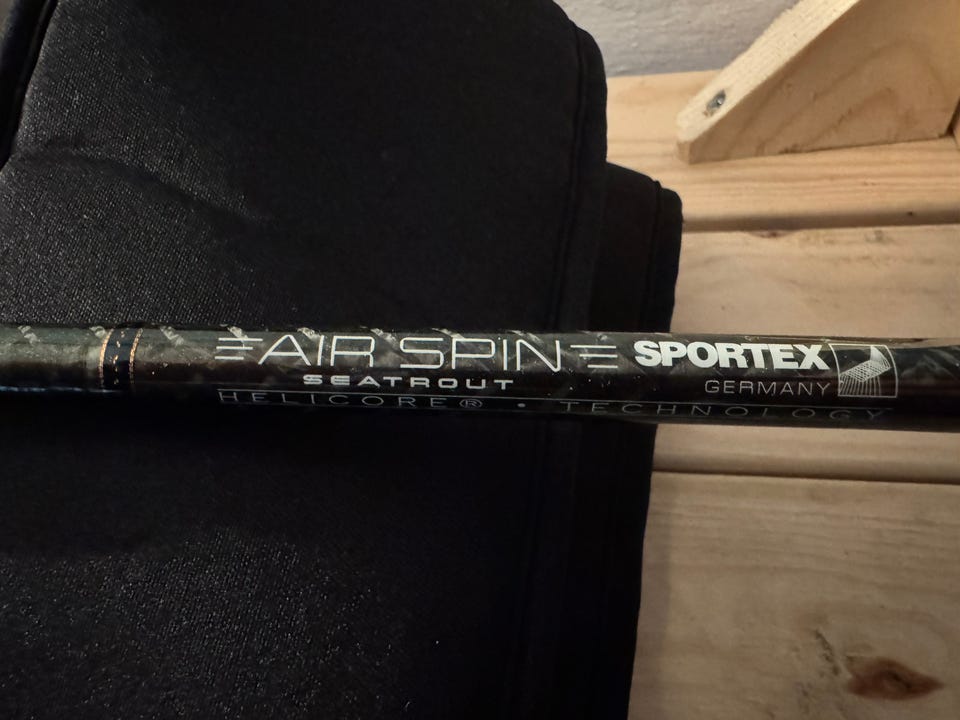 AIR SPIN SPORTEX
SEATROUT GERMANY
HELICORE® • TECHNOLOGY